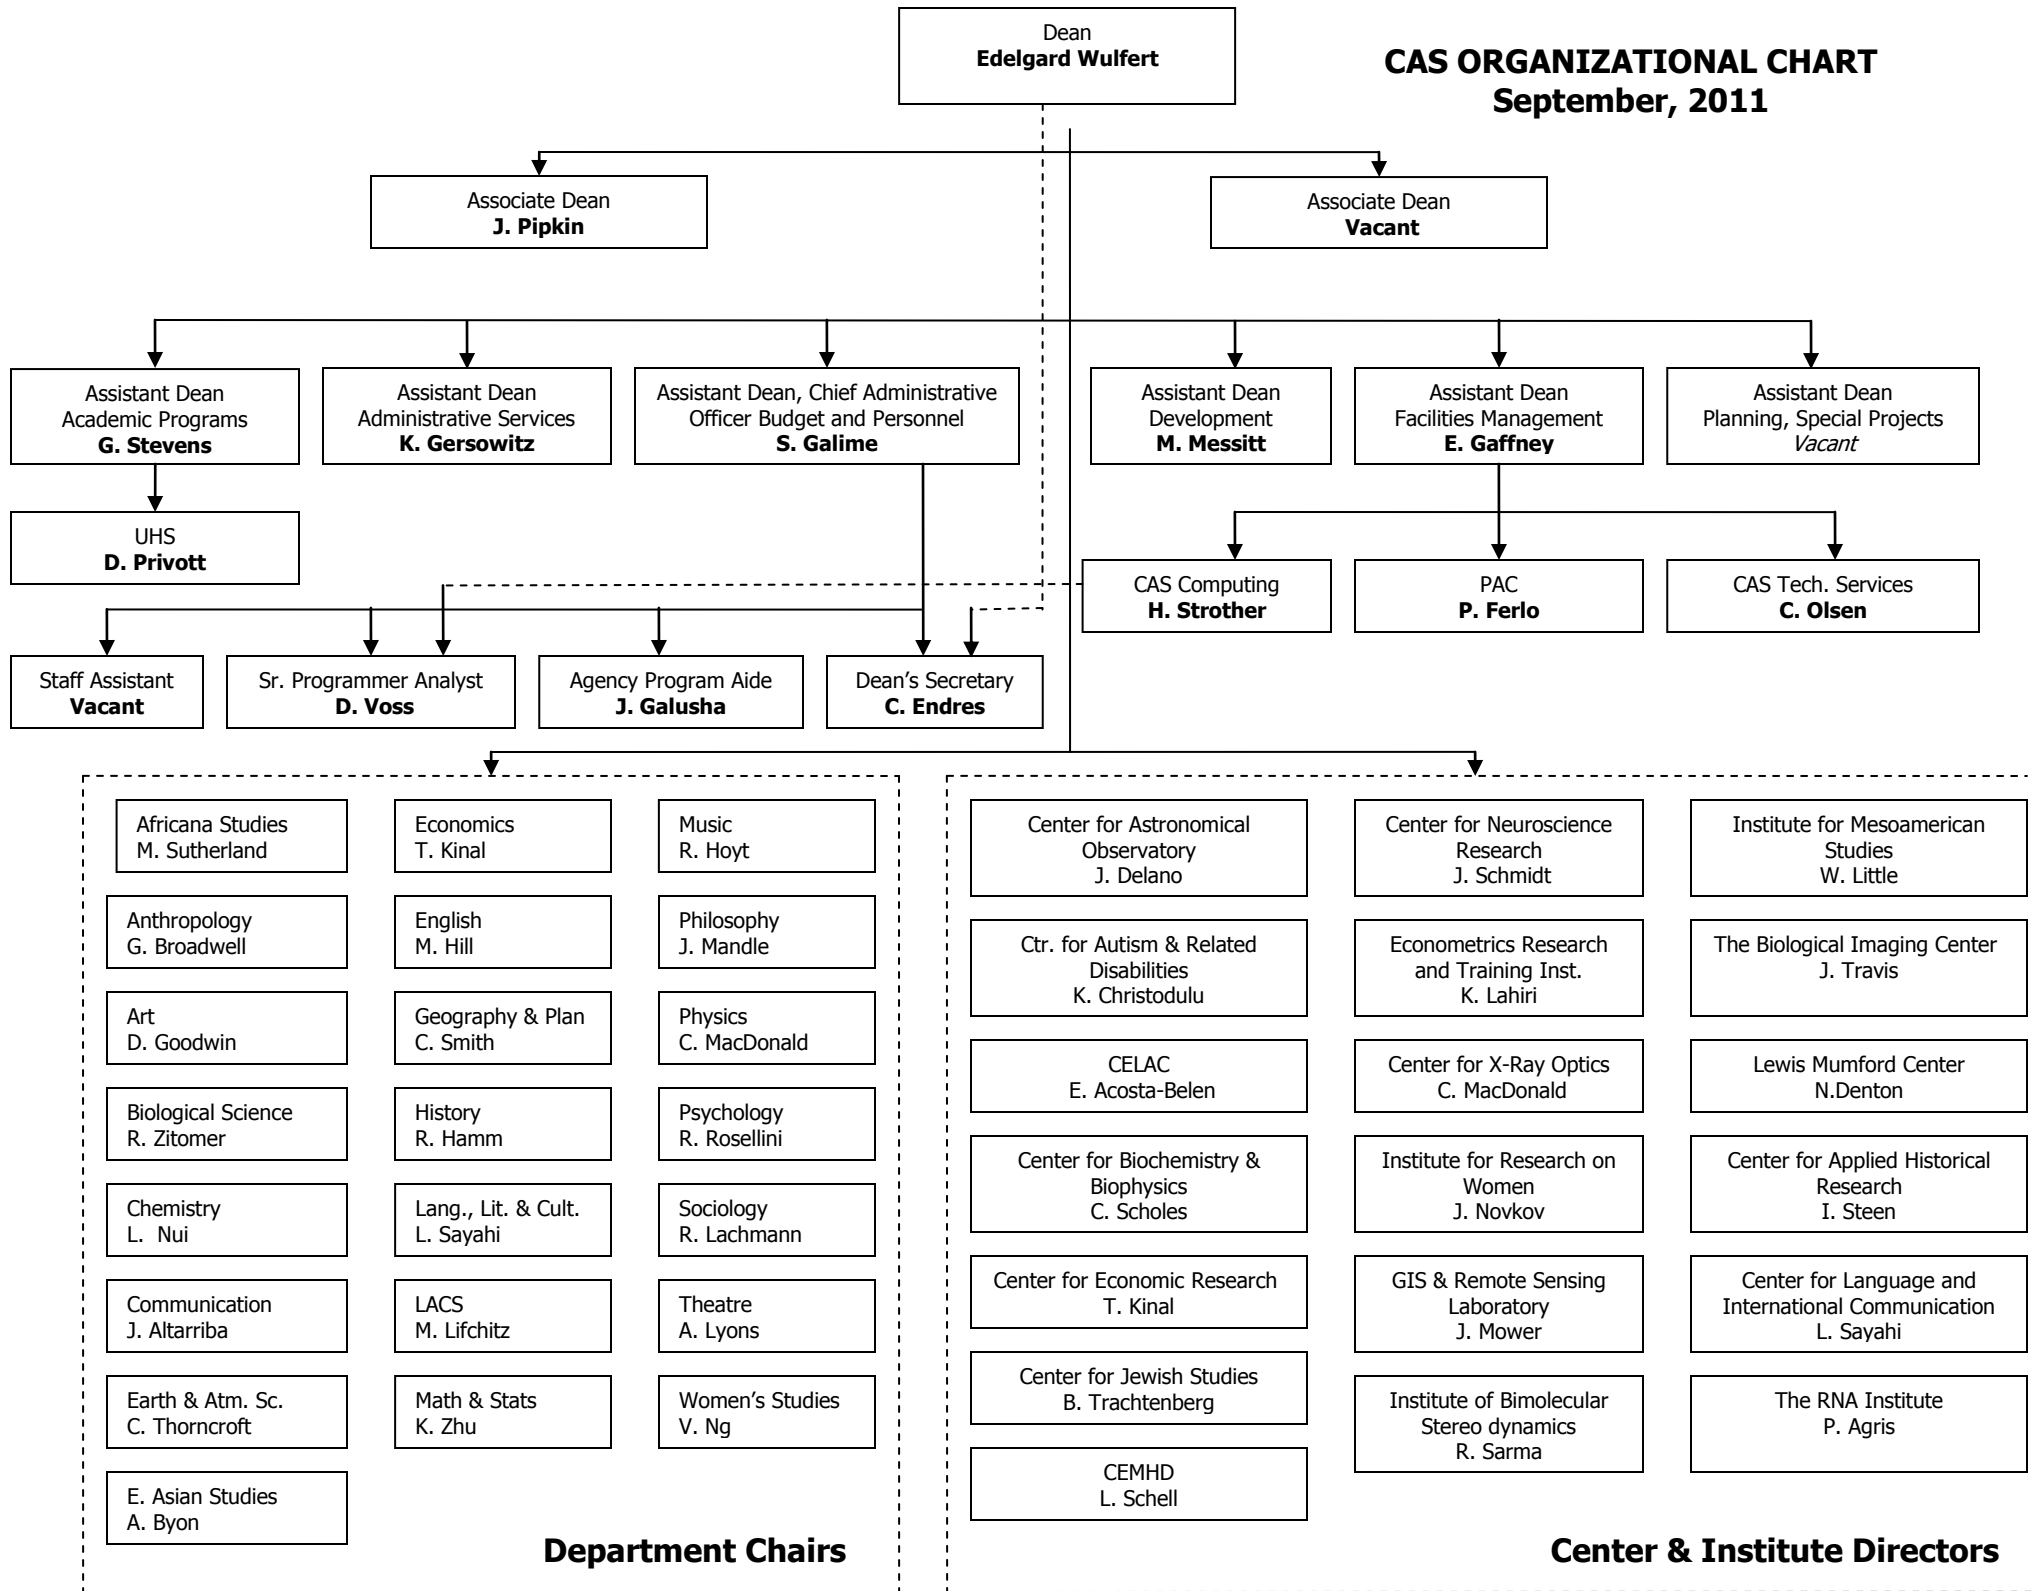 Dean
Edelgard Wulfert
CAS ORGANIZATIONAL CHART
September, 2011
Associate Dean
J. Pipkin
Associate Dean
Vacant
Assistant Dean
Academic Programs
G. Stevens
Assistant Dean
Administrative Services
K. Gersowitz
Assistant Dean, Chief Administrative
Officer Budget and Personnel
S. Galime
Assistant Dean
Development
M. Messitt
Assistant Dean
Facilities Management
E. Gaffney
Assistant Dean
Planning, Special Projects
Vacant
UHS
D. Privott
CAS Computing
H. Strother
PAC
P. Ferlo
CAS Tech. Services
C. Olsen
Staff Assistant
Vacant
Sr. Programmer Analyst
D. Voss
Agency Program Aide
J. Galusha
Dean’s Secretary
C. Endres
Africana Studies
M. Sutherland
Anthropology
G. Broadwell
Art
D. Goodwin
Biological Science
R. Zitomer
Chemistry
L.  Nui
Communication
J. Altarriba
Earth & Atm. Sc.
C. Thorncroft
E. Asian Studies
A. Byon
Economics
T. Kinal
English
M. Hill
Geography & Plan
C. Smith
History
R. Hamm
Lang., Lit. & Cult.
L. Sayahi
LACS
M. Lifchitz
Math & Stats
K. Zhu
Music
R. Hoyt
Philosophy
J. Mandle
Physics
C. MacDonald
Psychology
R. Rosellini
Sociology
R. Lachmann
Theatre
A. Lyons
Women’s Studies
V. Ng
Department Chairs
Center for Astronomical
Observatory
J. Delano
Ctr. for Autism & Related
Disabilities
K. Christodulu
CELAC
E. Acosta-Belen
Center for Biochemistry &
Biophysics
C. Scholes
Center for Economic Research
T. Kinal
Center for Jewish Studies
B. Trachtenberg
CEMHD
L. Schell
Center for Neuroscience
Research
J. Schmidt
Econometrics Research
and Training Inst.
K. Lahiri
Center for X-Ray Optics
C. MacDonald
Institute for Research on
Women
J. Novkov
GIS & Remote Sensing
Laboratory
J. Mower
Institute of Bimolecular
Stereo dynamics
R. Sarma
Institute for Mesoamerican
Studies
W. Little
The Biological Imaging Center
J. Travis
Lewis Mumford Center
N.Denton
Center for Applied Historical
Research
I. Steen
Center for Language and
International Communication
L. Sayahi
The RNA Institute
P. Agris
Center & Institute Directors